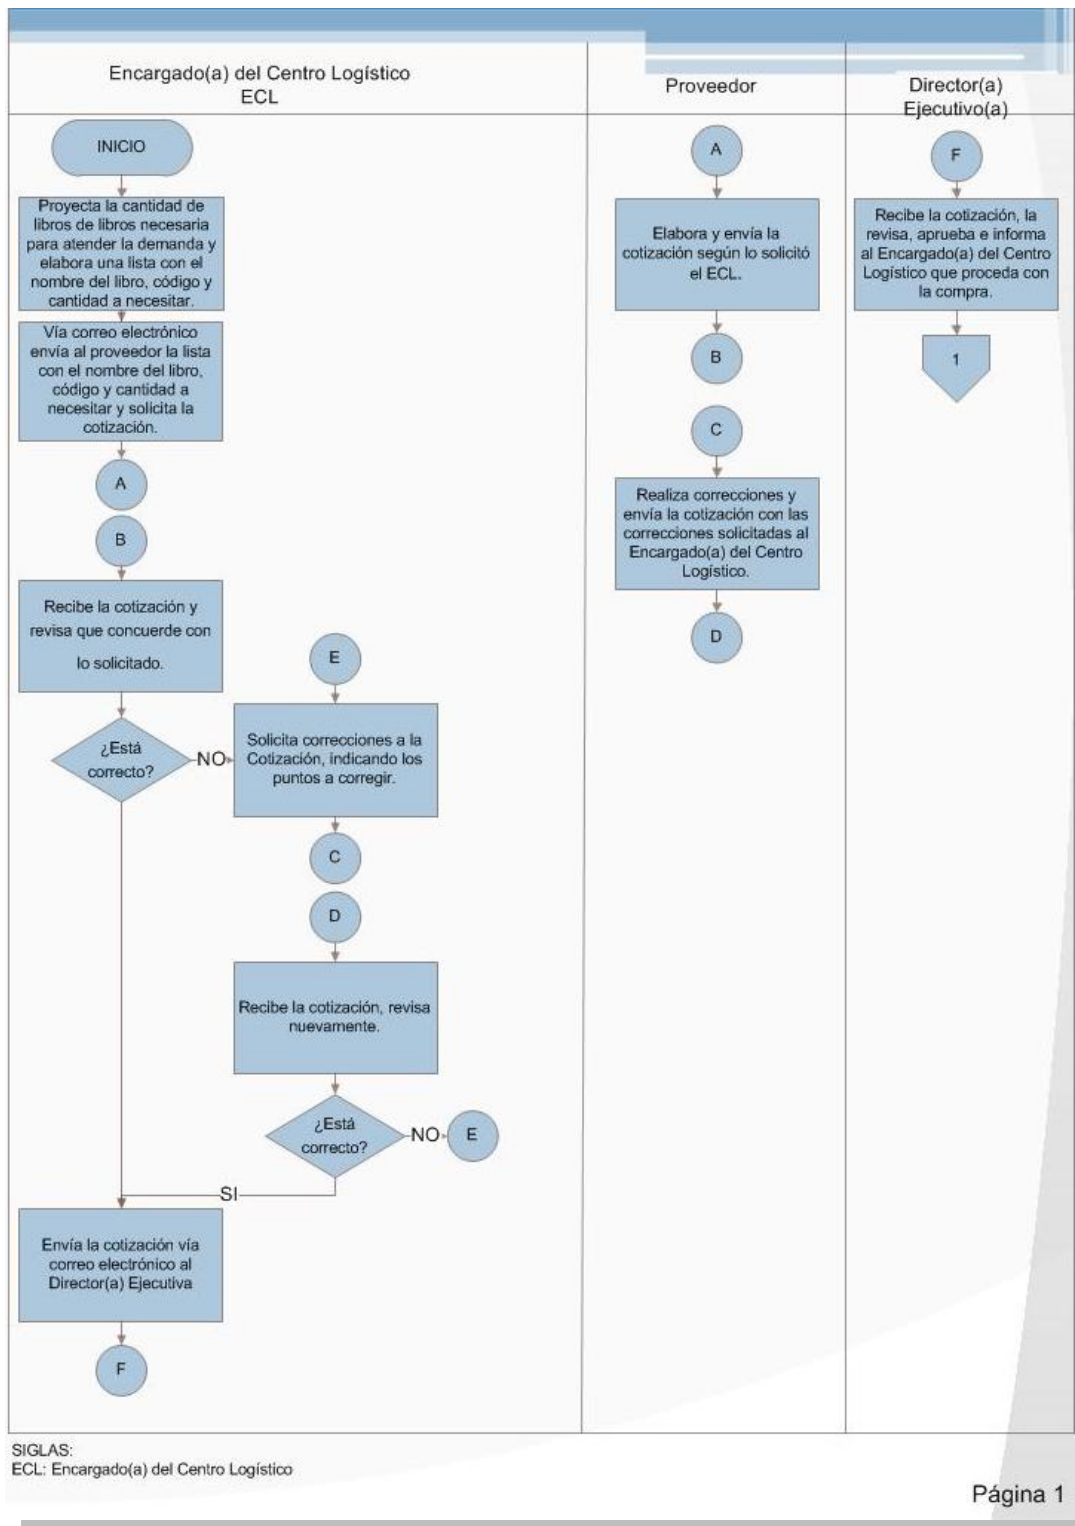 Encargado(a) del Centro Logístico
ECL
Proveedor
Director(a)
Ejecutivo(a)
INICIO
Proyecta la cantidad de
libros de libros necesaria
para atender la demanda y
elabora una lista con el
nombre del libro, código y
cantidad a necesitar.
Vía correo electrónico
envía al proveedor la lista
con el nombre del libro,
código y cantidad a
necesitar y solicita la
cotización.
A
B
Recibe la cotización y
revisa que concuerde con
lo solicitado.
¿Está
correcto?
NO
E
Solicita correcciones a la
Cotización, indicando los
puntos a corregir.
C
D
Recibe la cotización, revisa
nuevamente.
¿Está
correcto?
NO
E
SI
Envía la cotización vía
correo electrónico al
Director(a) Ejecutiva
F
A
Elabora y envía la
cotización según lo solicitó
el ECL.
B
C
Realiza correcciones y
envía la cotización con las
correcciones solicitadas al
Encargado(a) del Centro
Logístico.
D
F
Recibe la cotización, la
revisa, aprueba e informa
al Encargado(a) del Centro
Logístico que proceda con
la compra.
1
SIGLAS:
ECL: Encargado(a) del Centro Logístico
Página 1